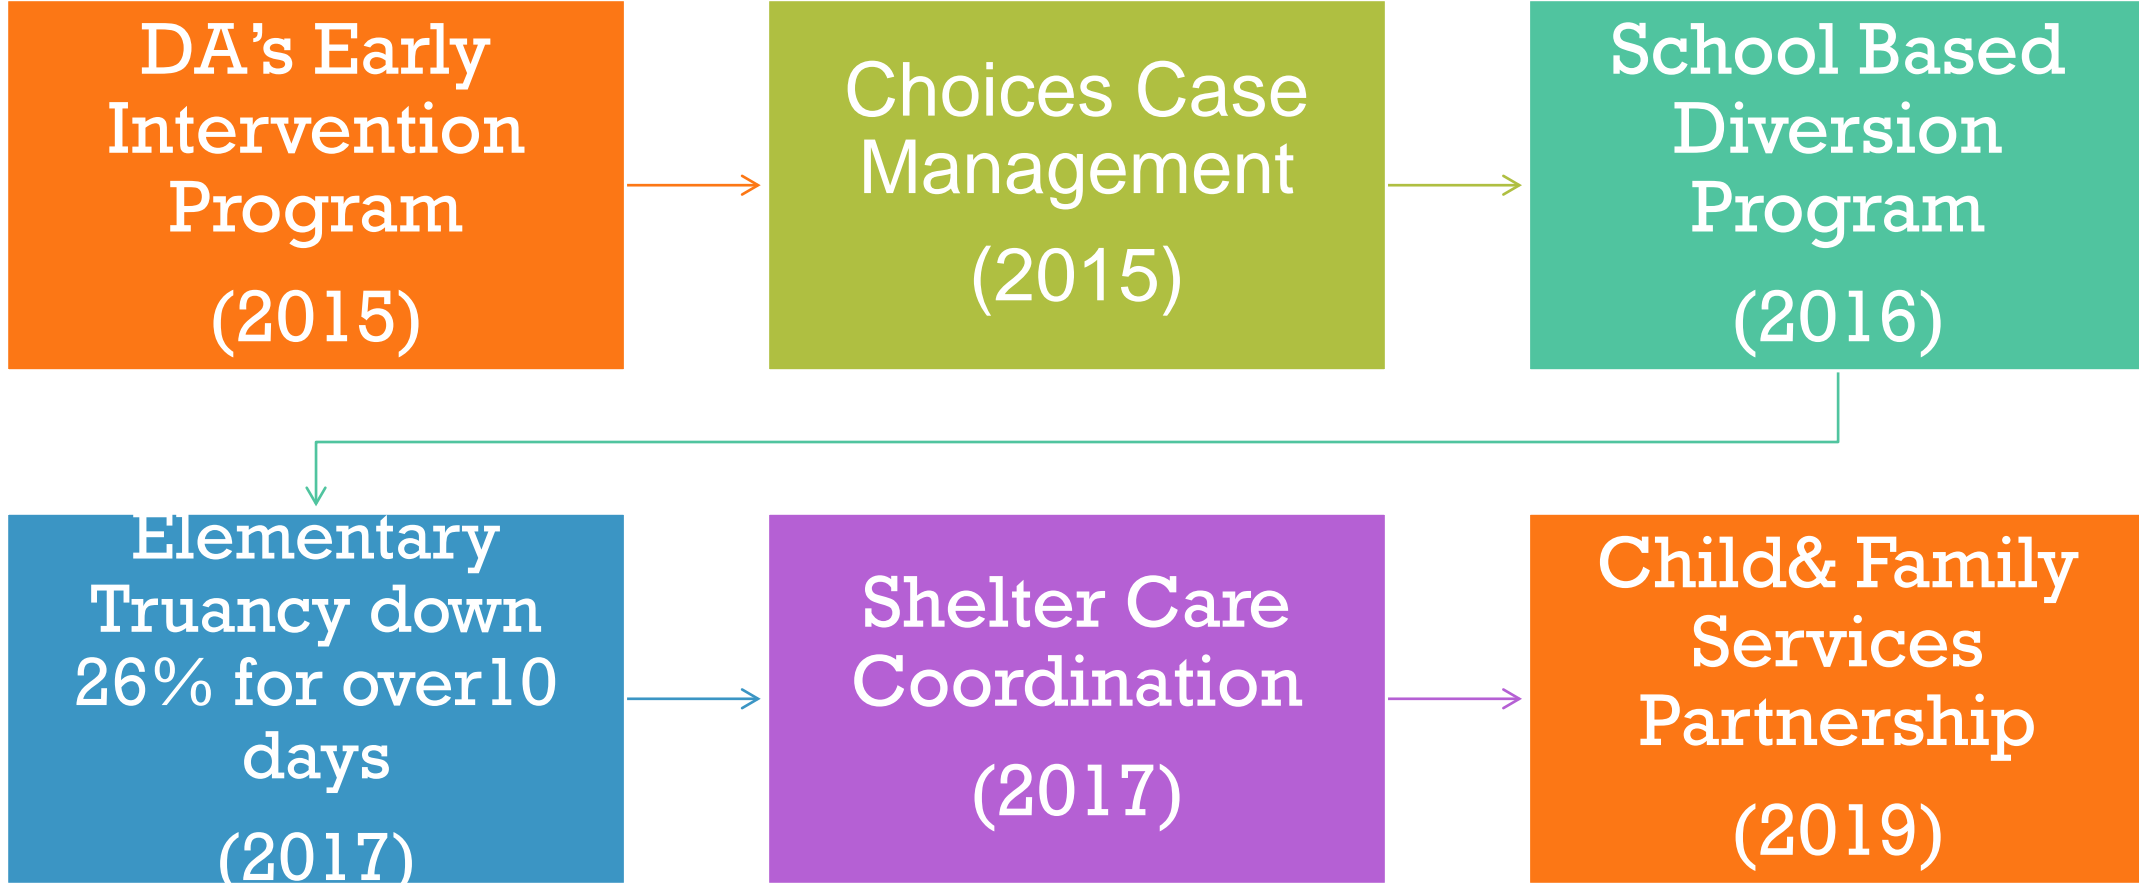 DA’s Early
Intervention
Program
(2015)
Choices Case
Management
(2015)
School Based
Diversion
Program
(2016)
Elementary
Truancy down
26% for over10
days
(2017)
Shelter Care
Coordination
(2017)
Child& Family
Services
Partnership
(2019)